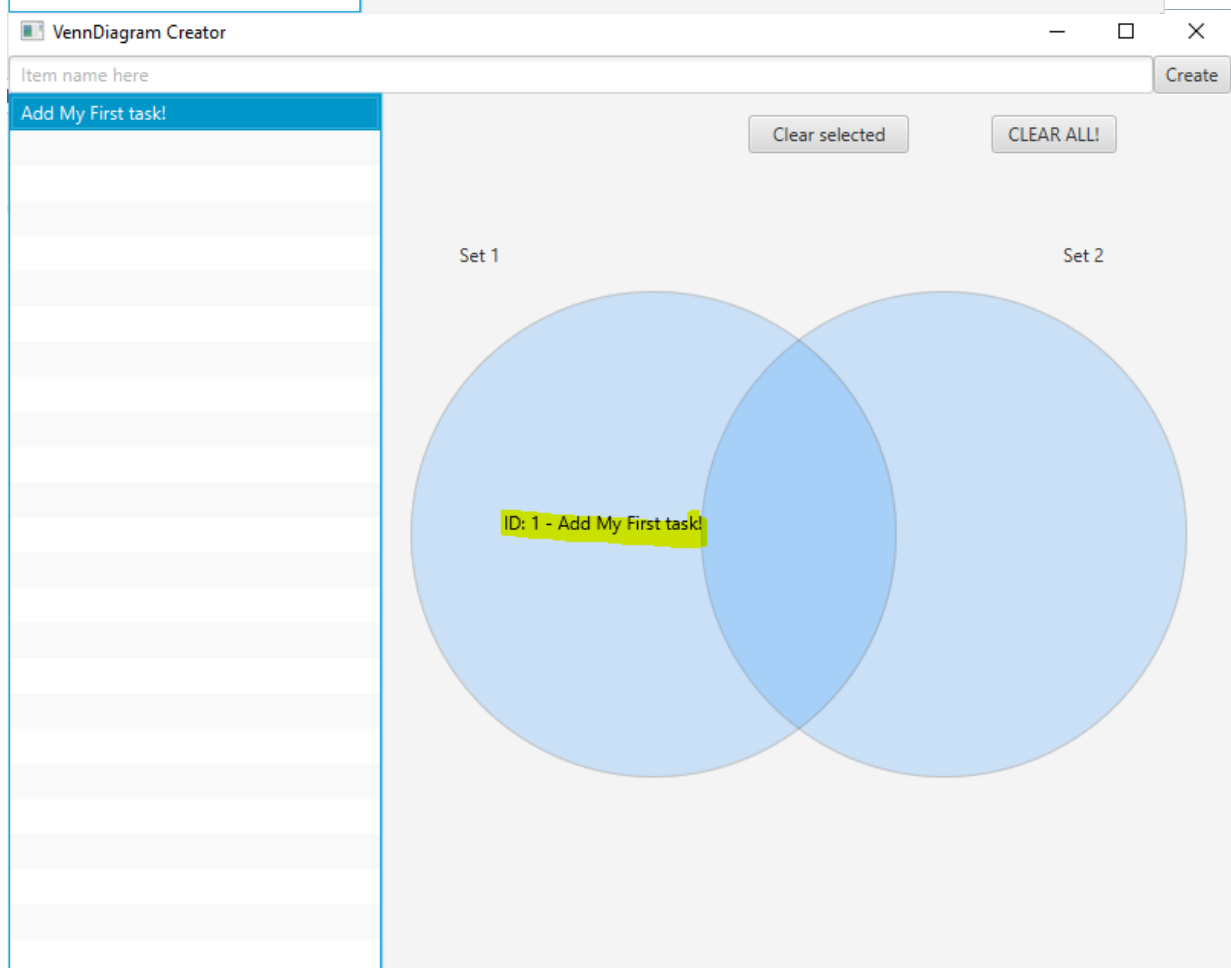 VennDiagram Creator
Item name here
Create
Add My First task!
Clear selected
CLEAR ALL!
Set 1
Set 2
ID: 1 - Add My First task!